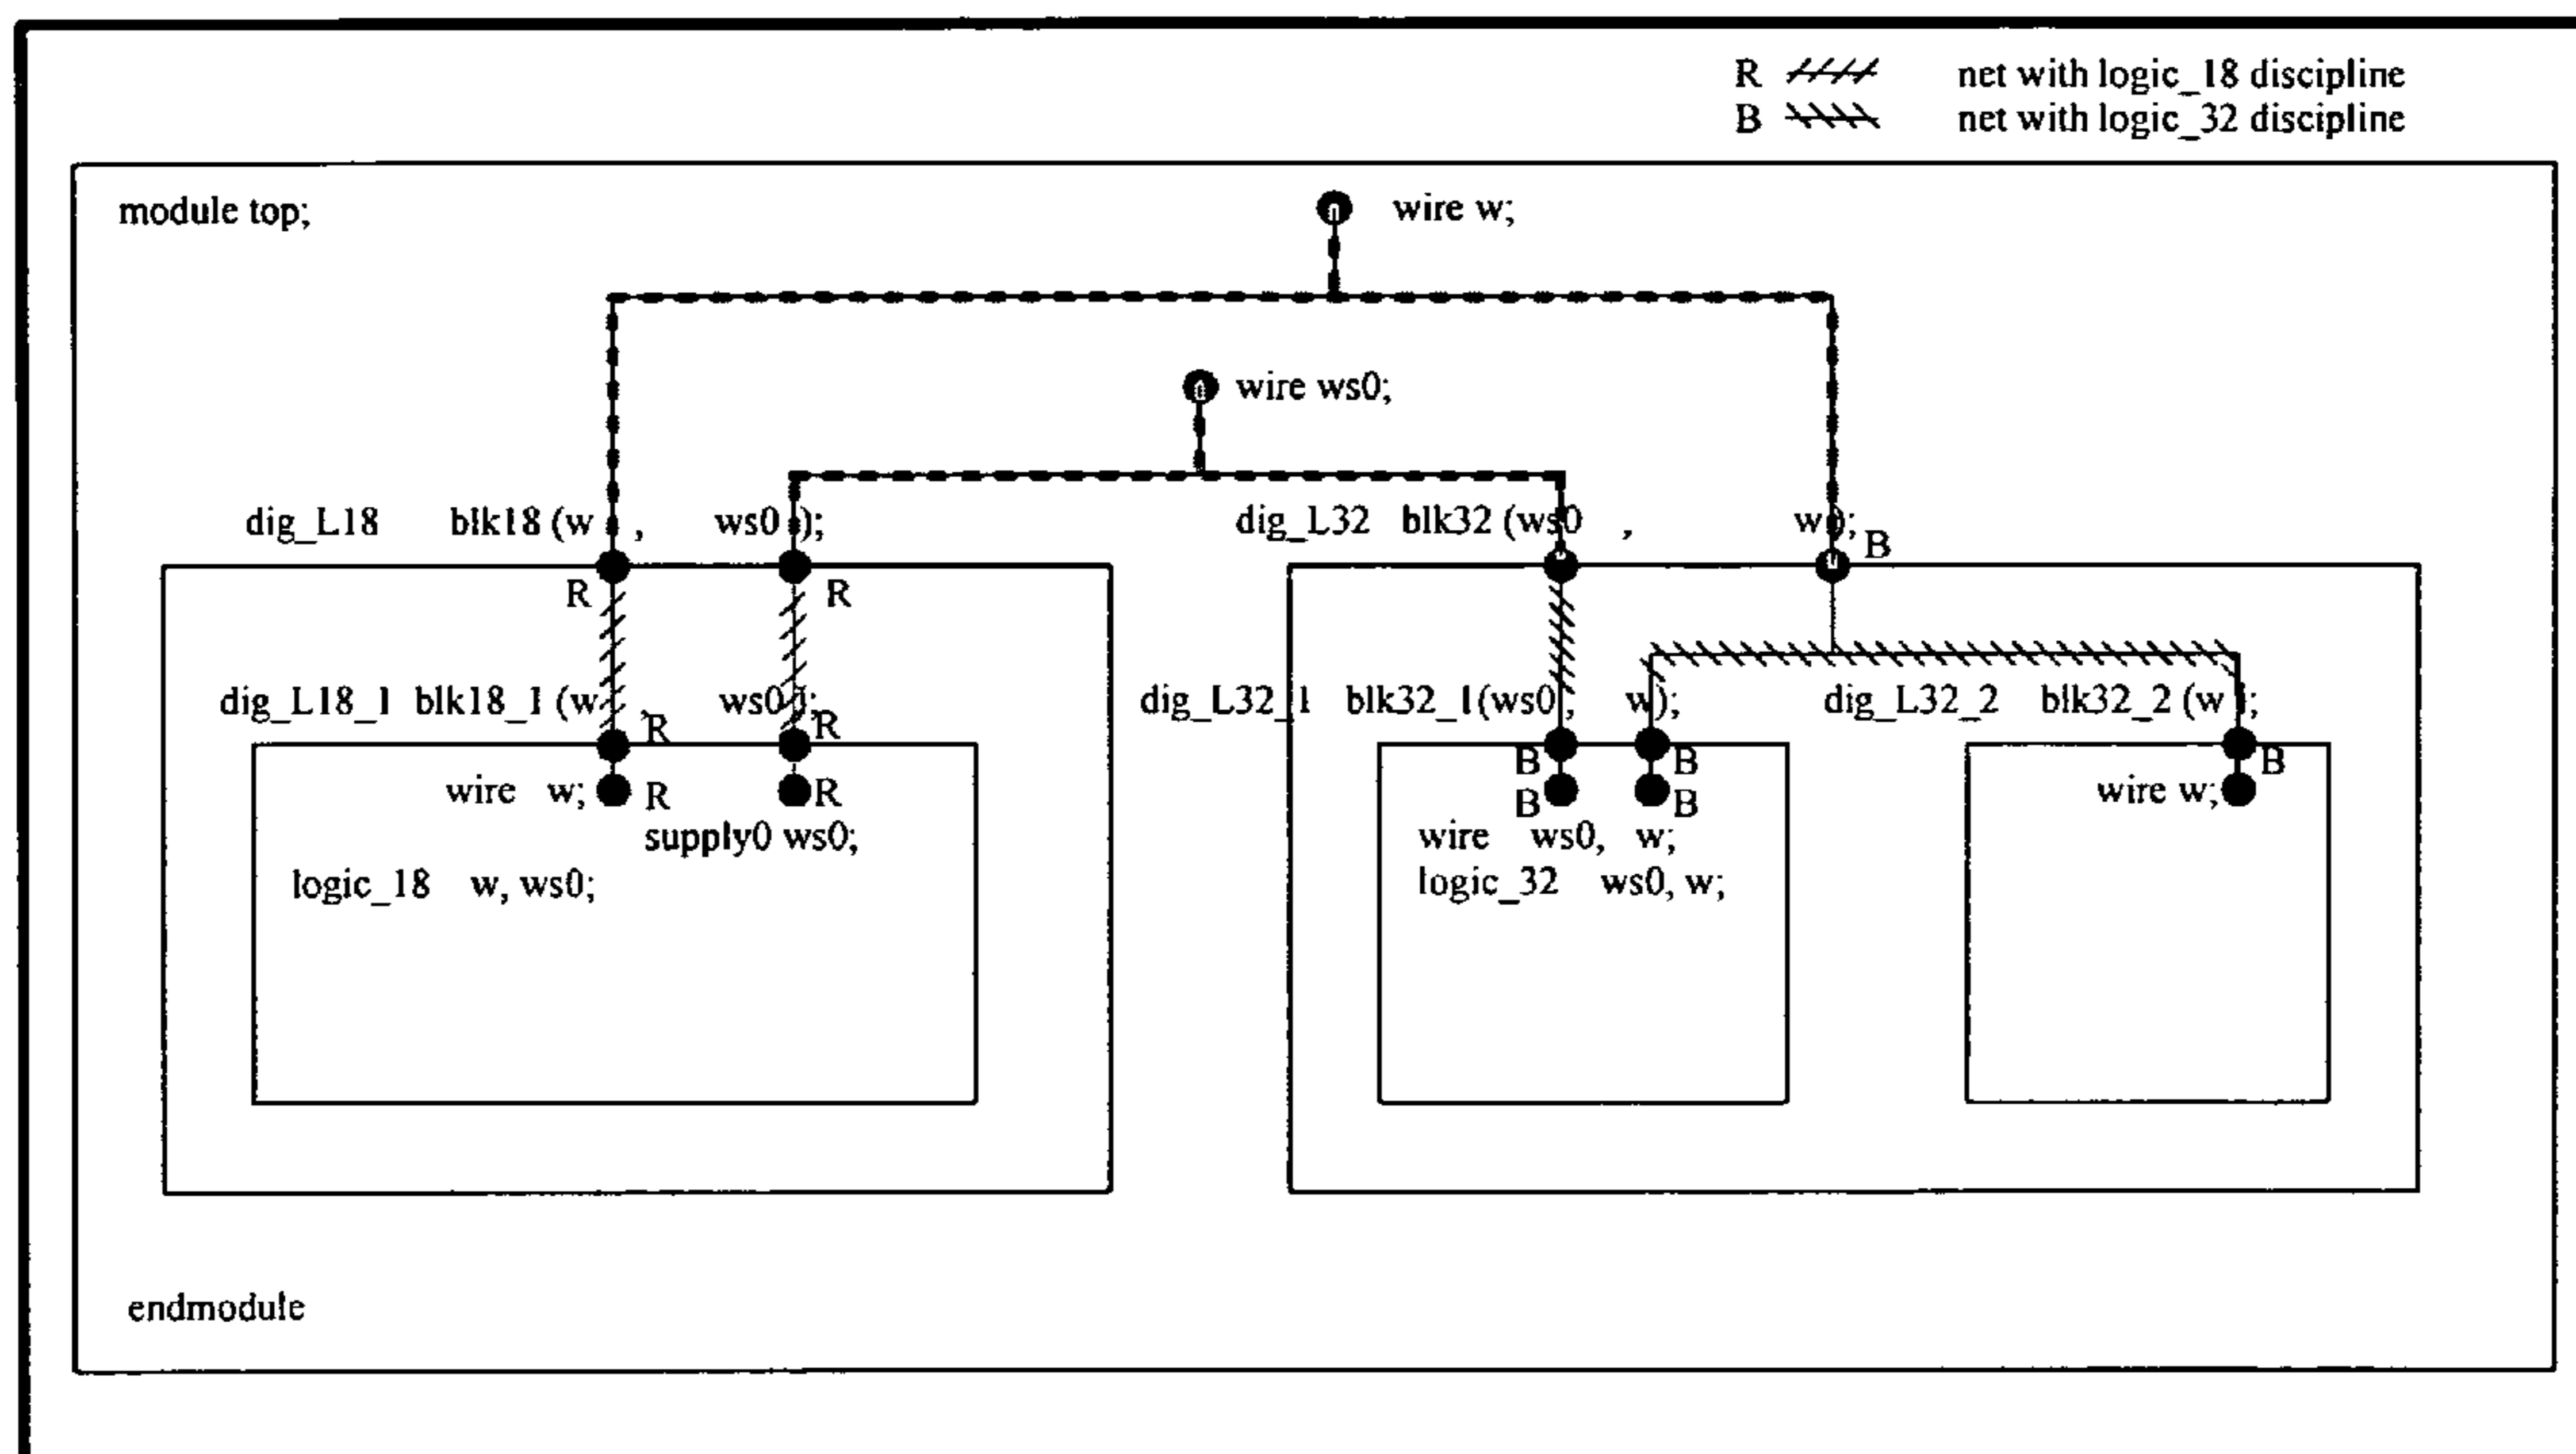 R net with logic_18 discipline
B net with logic_32 discipline
module top;
wire w;
wire ws0;
dig_L18 blk18 (w , ws0 ); dig_L32 blk32 (ws0 , w );
B
R R
dig_L18_1 blk18_1 (w , ws0 ); dig_L32_1 blk32_1(ws0 , w); dig_L32_2 blk32_2 (w );
R R
B B B
wire w; R R wire w;
B B
supply0 ws0; wire ws0, w;
logic_18 w, ws0; logic_32 ws0, w;
endmodule